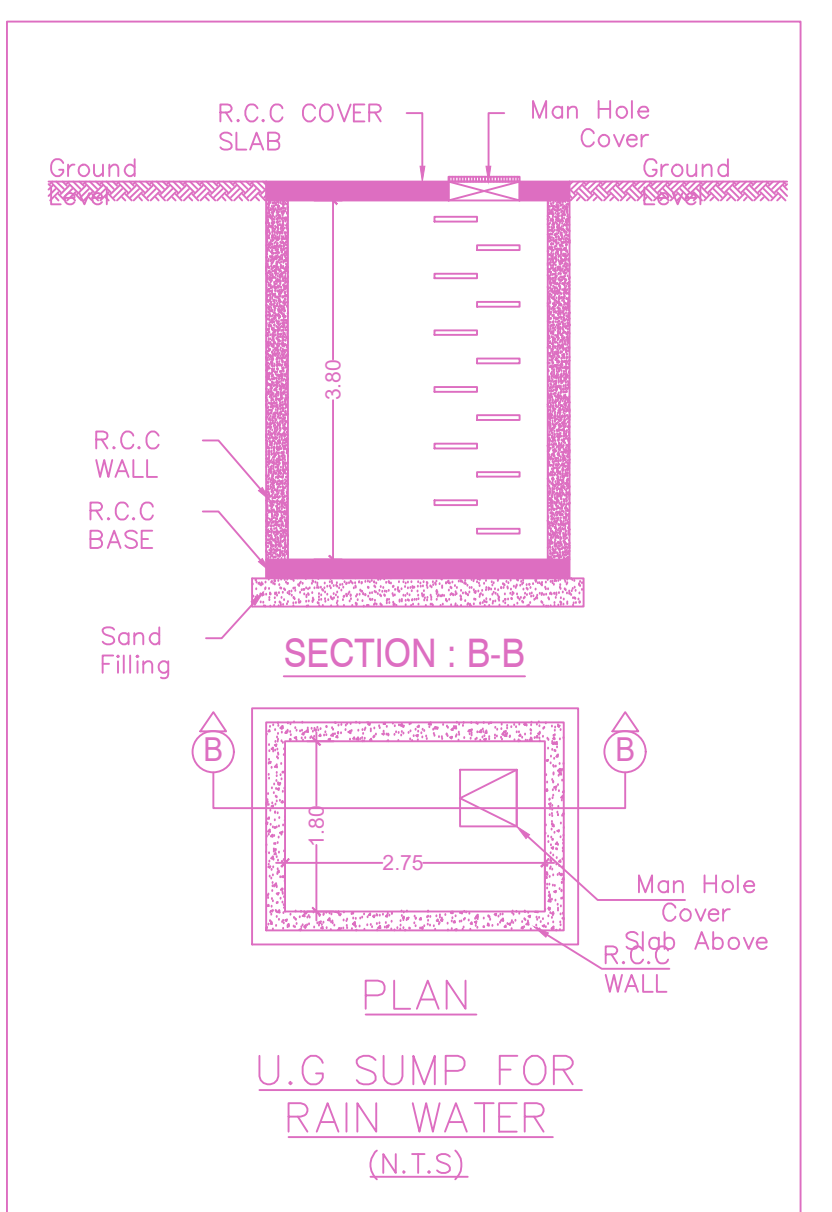 R.C.C COVER
SLAB
Man Hole
Cover
Ground
Level
Ground
Level
3.80
R.C.C
WALL
R.C.C
BASE
Sand
Filling
SECTION : B-B
B
B
1.80
2.75
Man Hole
Cover
Slab Above
R.C.C
WALL
PLAN
U.G SUMP FOR
RAIN WATER
(N.T.S)